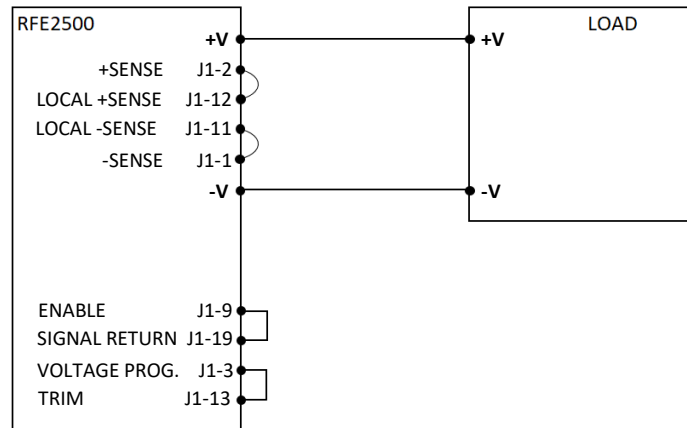 RFE2500
LOAD
+V
+V
+SENSE J1-2
LOCAL +SENSE J1-12
LOCAL -SENSE J1-11
-SENSE J1-1
-V
-V
ENABLE J1-9
SIGNAL RETURN J1-19
VOLTAGE PROG. J1-3
TRIM J1-13